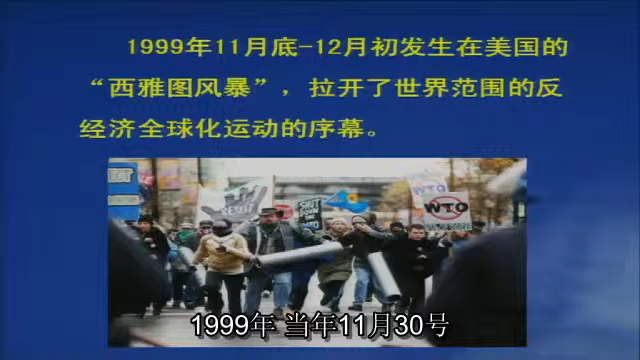 1999年11月底-12月初发生在美国的
“西雅图风暴”，拉开了世界范围的反
经济全球化运动的序幕。
WTO
WTO
1999年 当年11月30号